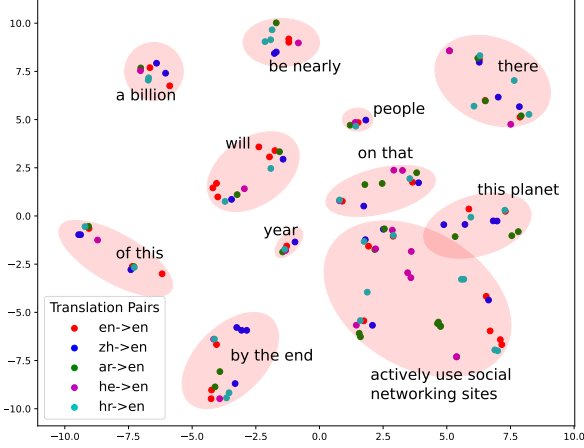 10.0
7.5
5.0
2.5
0.0
−2.5
−5.0
−7.5
−10.0
be nearly
there
a billion
people
will
on that
this planet
year
of this
by the end
actively use social
networking sites
Translation Pairs
en->en
zh->en
ar->en
he->en
hr->en
−10.0 −7.5 −5.0 −2.5 0.0 2.5 5.0 7.5 10.0